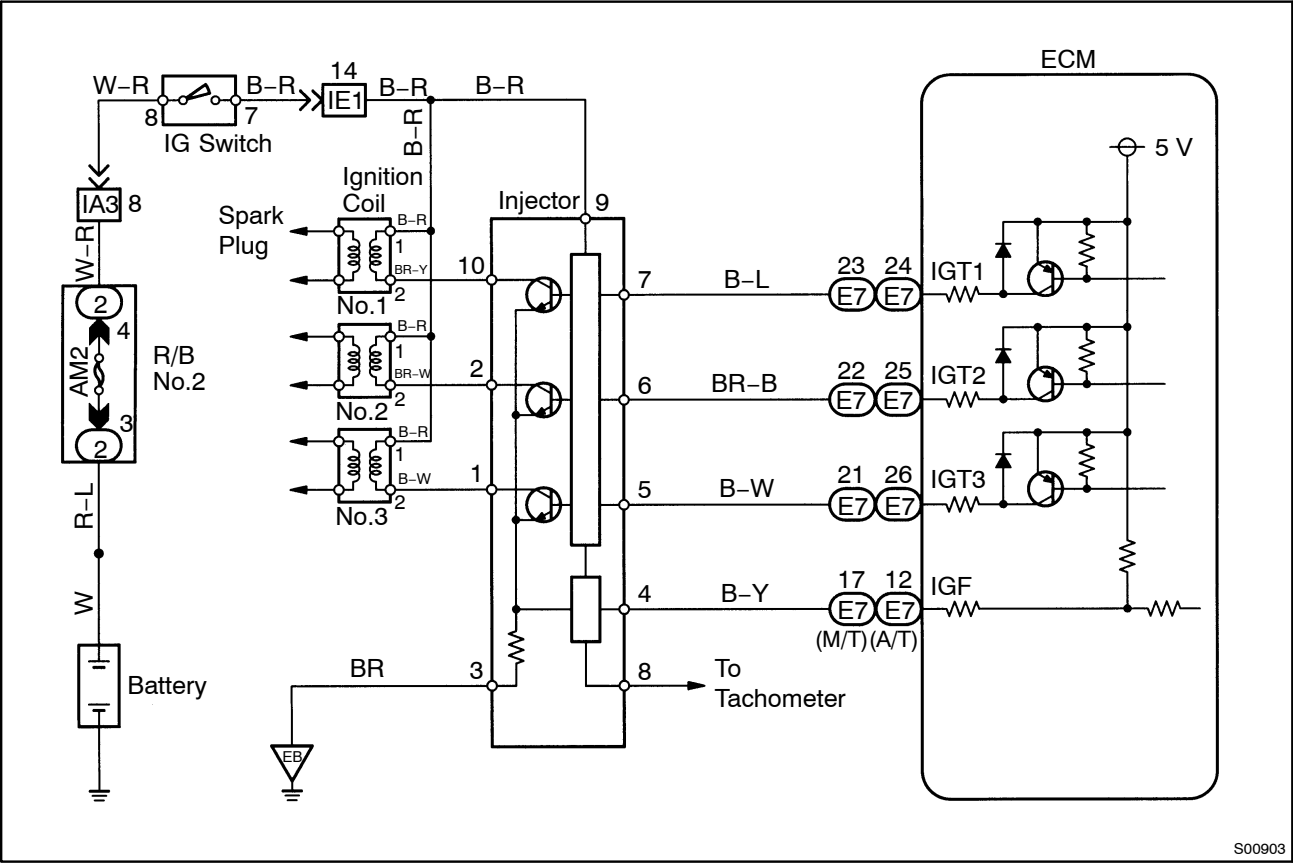 ECM
W–R
B–R
14
IE1
B–R
B–R
8
7
IG Switch
B–R
5 V
IA3
8
W–R
Ignition
Coil
Spark
Plug
Injector
9
B–R
1
BR–Y
2
No.1
10
7
B–L
23
24
E7
E7
IGT1
2
4
AM2
3
2
R/B
No.2
B–R
1
BR–W
2
No.2
2
6
BR–B
22
25
E7
E7
IGT2
B–R
1
B–W
2
No.3
1
5
B–W
21
26
E7
E7
IGT3
R–L
W
4
B–Y
17
12
E7
E7
(M/T)
(A/T)
IGF
Battery
BR
3
8
To
Tachometer
EB
S00903